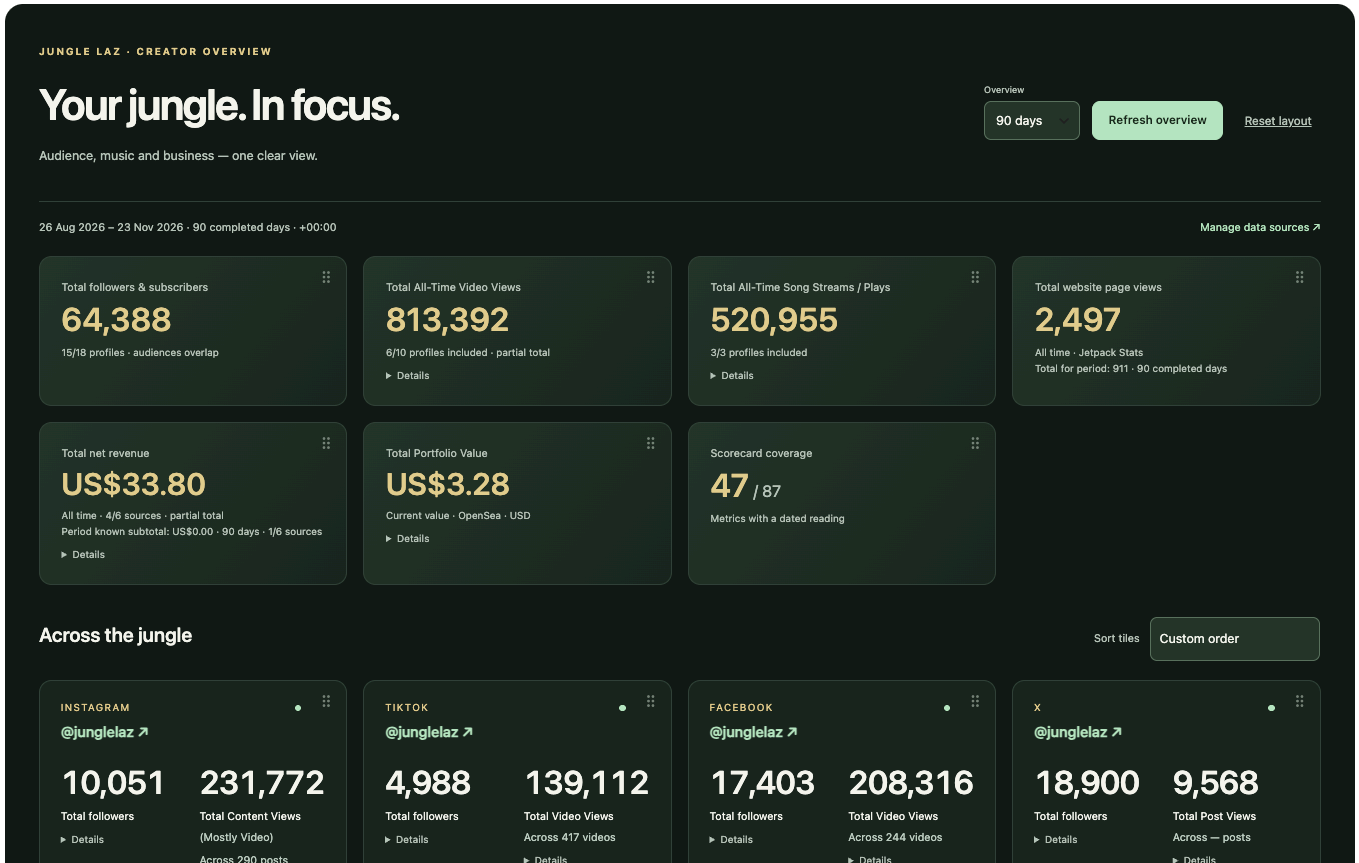 JUNGLE LAZ · CREATOR OVERVIEW
Your jungle. In focus.
Audience, music and business — one clear view.
Overview
90 days
Refresh overview
Reset layout
26 Aug 2026 – 23 Nov 2026 · 90 completed days · +00:00
Manage data sources ↗
Total followers & subscribers
64,388
15/18 profiles · audiences overlap
Total All-Time Video Views
813,392
6/10 profiles included · partial total
▶ Details
Total All-Time Song Streams / Plays
520,955
3/3 profiles included
▶ Details
Total website page views
2,497
All time · Jetpack Stats
Total for period: 911 · 90 completed days
Total net revenue
US$33.80
All time · 4/6 sources · partial total
Period known subtotal: US$0.00 · 90 days · 1/6 sources
▶ Details
Total Portfolio Value
US$3.28
Current value · OpenSea · USD
▶ Details
Scorecard coverage
47 / 87
Metrics with a dated reading
Across the jungle
Sort tiles
Custom order
INSTAGRAM
@junglelaz ↗
10,051
Total followers
▶ Details
231,772
Total Content Views
(Mostly Video)
Across 290 posts
TIKTOK
@junglelaz ↗
4,988
Total followers
▶ Details
139,112
Total Video Views
Across 417 videos
▶ Details
FACEBOOK
@junglelaz ↗
17,403
Total followers
▶ Details
208,316
Total Video Views
Across 244 videos
▶ Details
X
@junglelaz ↗
18,900
Total followers
▶ Details
9,568
Total Post Views
Across — posts
▶ Details